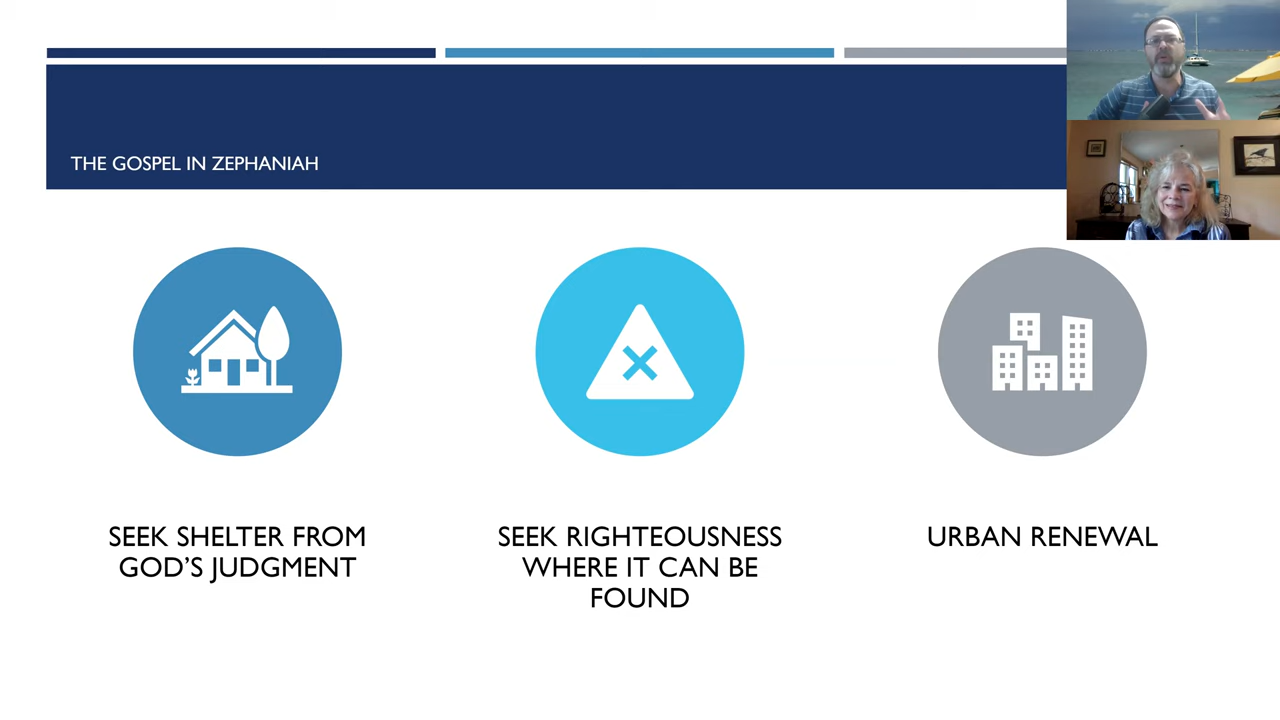 THE GOSPEL IN ZEPHANIAH
SEEK SHELTER FROM
GOD'S JUDGMENT
SEEK RIGHTEOUSNESS
WHERE IT CAN BE
FOUND
URBAN RENEWAL